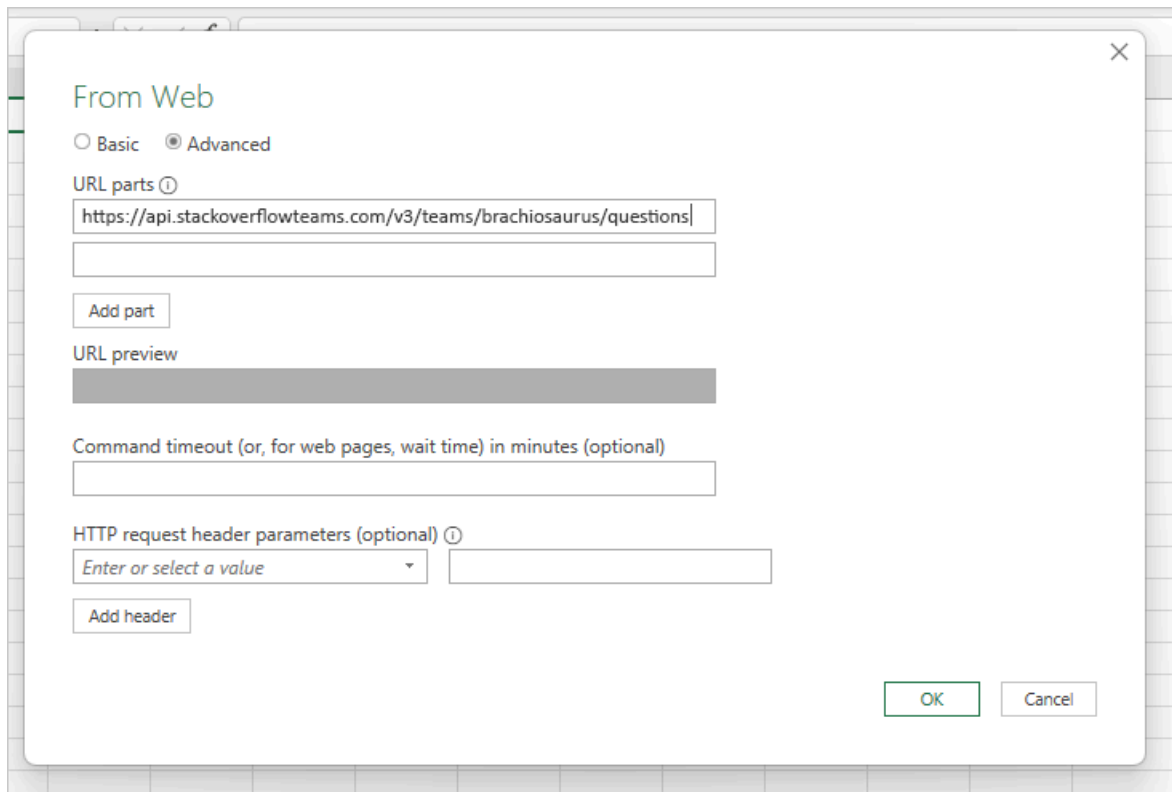 From Web
Basic Advanced
URL parts
https://api.stackoverflowteams.com/v3/teams/brachiosaurus/questions
Add part
URL preview
Command timeout (or, for web pages, wait time) in minutes (optional)
HTTP request header parameters (optional)
Enter or select a value
Add header
OK Cancel